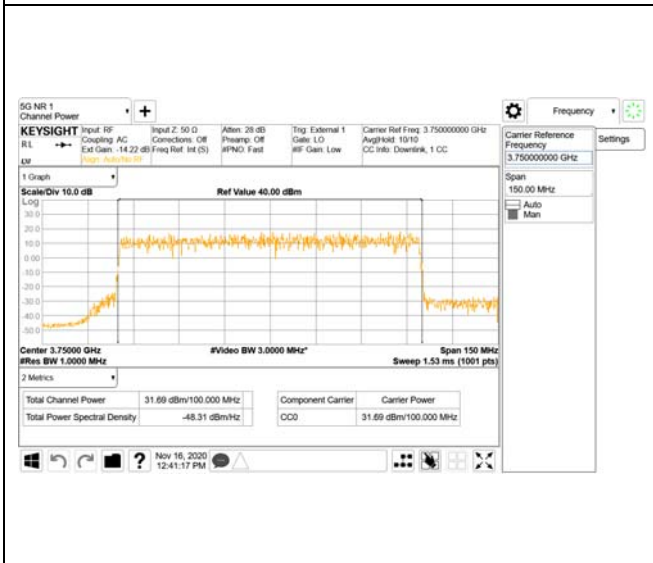 5G NR 1
Channel Power
Frequency
KEYSIGHT
RL
Input: RF
Coupling: AC
Ext Gain: -14.22 dB
Align: Auto/No RF
Input Z: 50 Ω
Corrections: Off
Freq Ref: Int (S)
Atten: 28 dB
Preamp: Off
#PNO: Fast
Trig: External 1
Gate: LO
#IF Gain: Low
Carrier Ref Freq: 3.750000000 GHz
Avg|Hold: 10/10
CC Info: Downlink, 1 CC
Carrier Reference
Frequency
3.750000000 GHz
Settings
Span
150.00 MHz
Auto
Man
1 Graph
Scale/Div 10.0 dB
Ref Value 40.00 dBm
Log
30.0
20.0
10.0
0.00
-10.0
-20.0
-30.0
-40.0
-50.0
Center 3.75000 GHz
#Video BW 3.0000 MHz*
Span 150 MHz
#Res BW 1.0000 MHz
Sweep 1.53 ms (1001 pts)
2 Metrics
Total Channel Power 31.69 dBm/100.000 MHz
Total Power Spectral Density -48.31 dBm/Hz
Component Carrier Carrier Power
CC0 31.69 dBm/100.000 MHz
?
Nov 16, 2020
12:41:17 PM